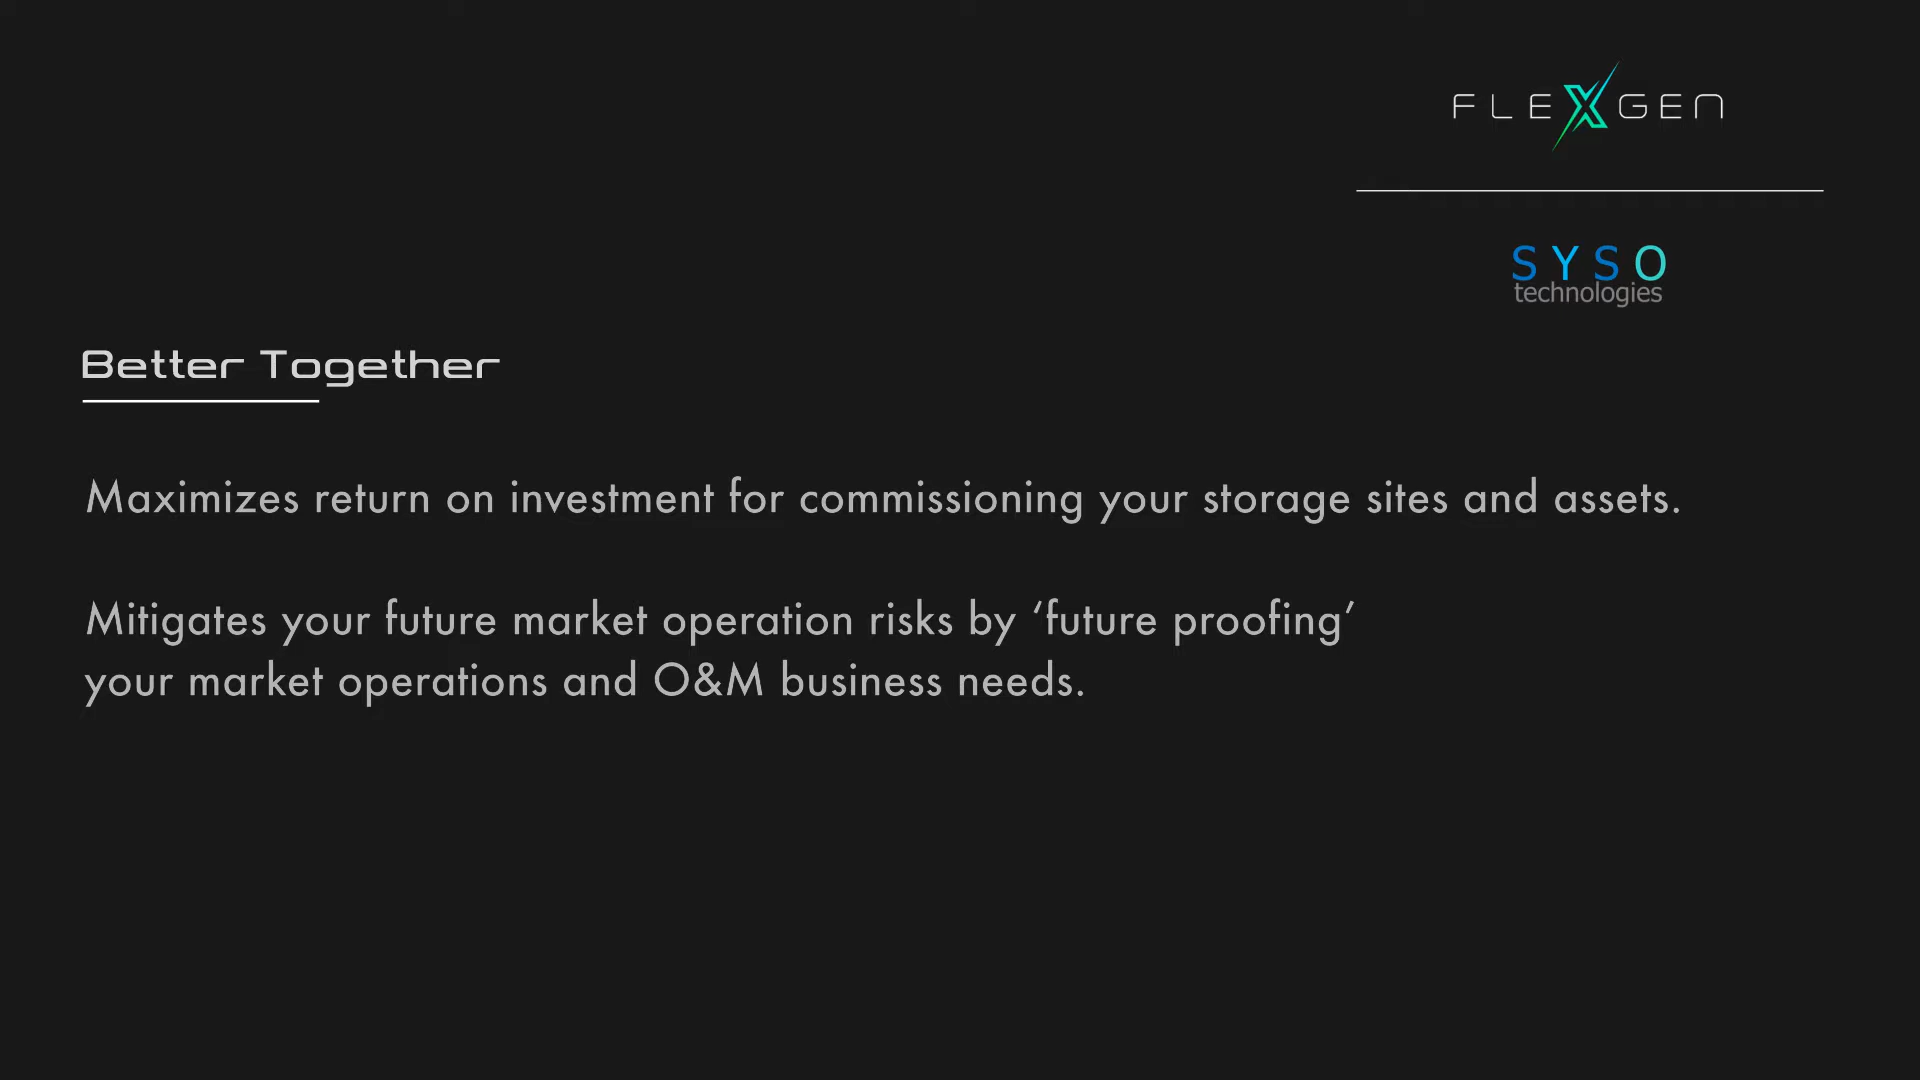 FLEXGEN
SYSO
technologies
Better Together
Maximizes return on investment for commissioning your storage sites and assets.
Mitigates your future market operation risks by ‘future proofing’
your market operations and O&M business needs.